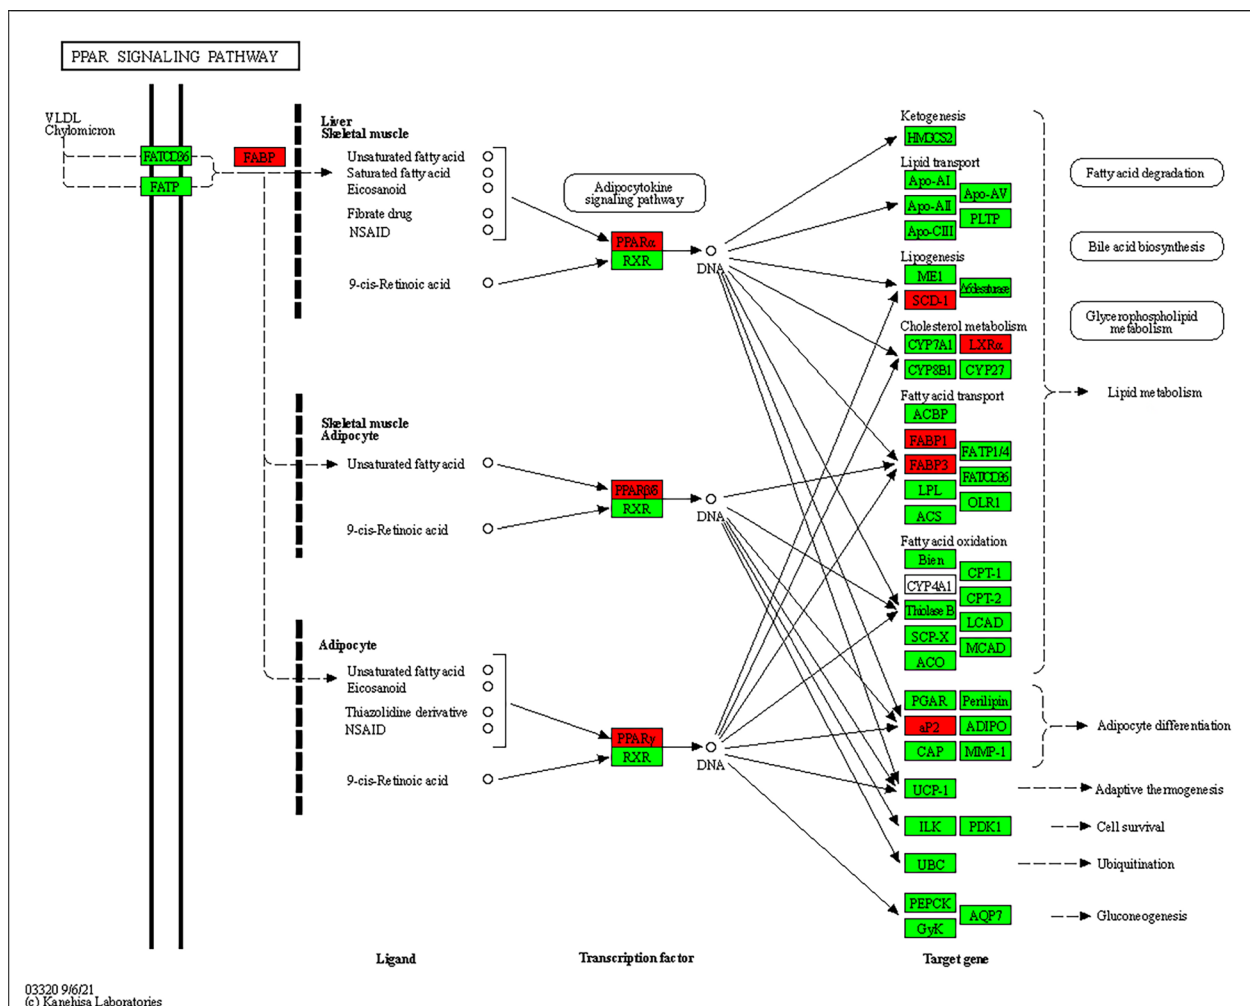 PPAR SIGNALING PATHWAY
VLDL
Chylomicron
FATCD36
FATP
FABP
Liver
Skeletal muscle
Unsaturated fatty acid
Saturated fatty acid
Eicosanoid
Fibrate drug
NSAID
9-cis-Retinoic acid
Adipocytokine
signaling pathway
PPARα
RXR
DNA
Skeletal muscle
Adipocyte
Unsaturated fatty acid
9-cis-Retinoic acid
PPARβ/δ
RXR
DNA
Adipocyte
Unsaturated fatty acid
Eicosanoid
Thiazolidine derivative
NSAID
9-cis-Retinoic acid
PPARγ
RXR
DNA
Ketogenesis
HMGCS2
Lipid transport
Apo-AI
Apo-AII
Apo-CIII
Apo-AV
PLTP
Lipogenesis
ME1
SCD-1
Cholesterol metabolism
CYP7A1
LXRα
CYP8B1
CYP27
Fatty acid transport
ACBP
FABP1
FABP3
LPL
ACS
FATP1/4
FATCD36
OLR1
Fatty acid oxidation
Bien
CYP4A1
Thiolase B
SCP-X
ACO
CPT-1
CPT-2
LCAD
MCAD
PGAR
Perilipin
aP2
ADIPO
CAP
MMP-1
UCP-1
ILK
PDK1
UBC
PEPCK
GyK
AQP7
Fatty acid degradation
Bile acid biosynthesis
Glycerophospholipid
metabolism
Lipid metabolism
Adipocyte differentiation
Adaptive thermogenesis
Cell survival
Ubiquitination
Gluconeogenesis
Ligand
Transcription factor
Target gene
03320 9/6/21
(c) Kanehisa Laboratories